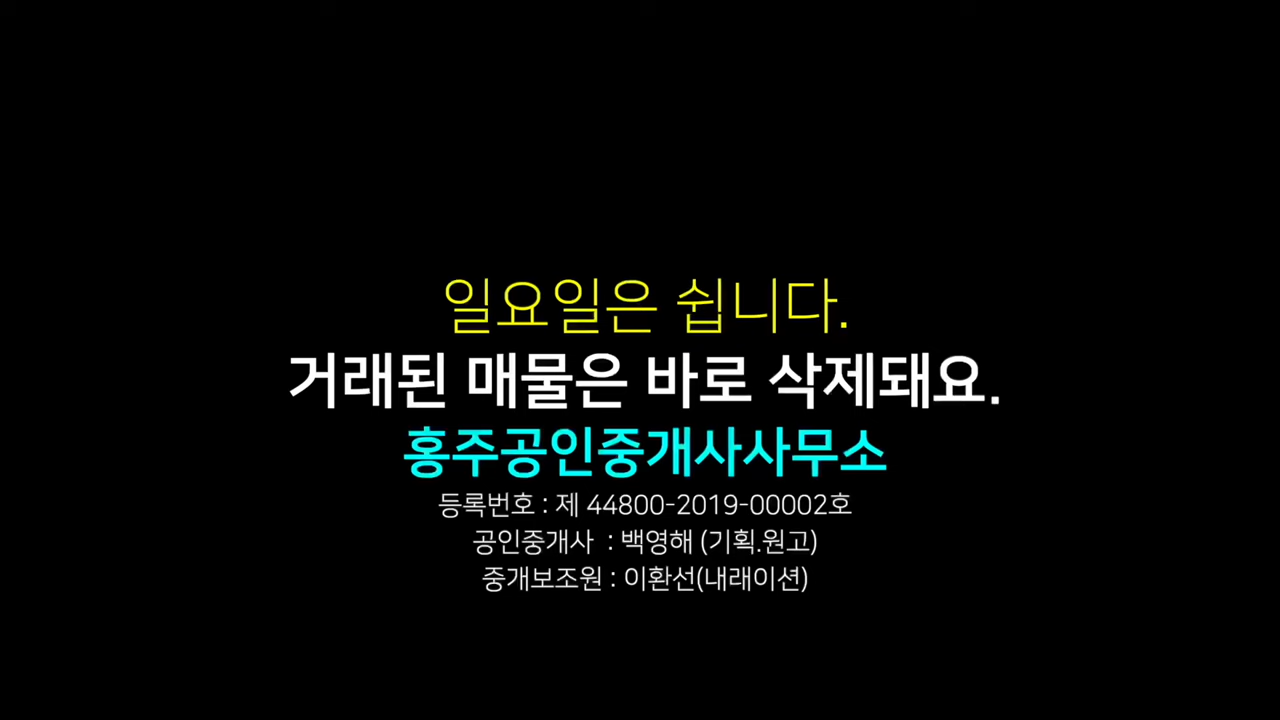 일요일은 쉽니다.
거래된 매물은 바로 삭제돼요.
홍주공인중개사사무소
등록번호 : 제 44800-2019-00002호
공인중개사 : 백영해 (기획.원고)
중개보조원 : 이환선(내래이션)